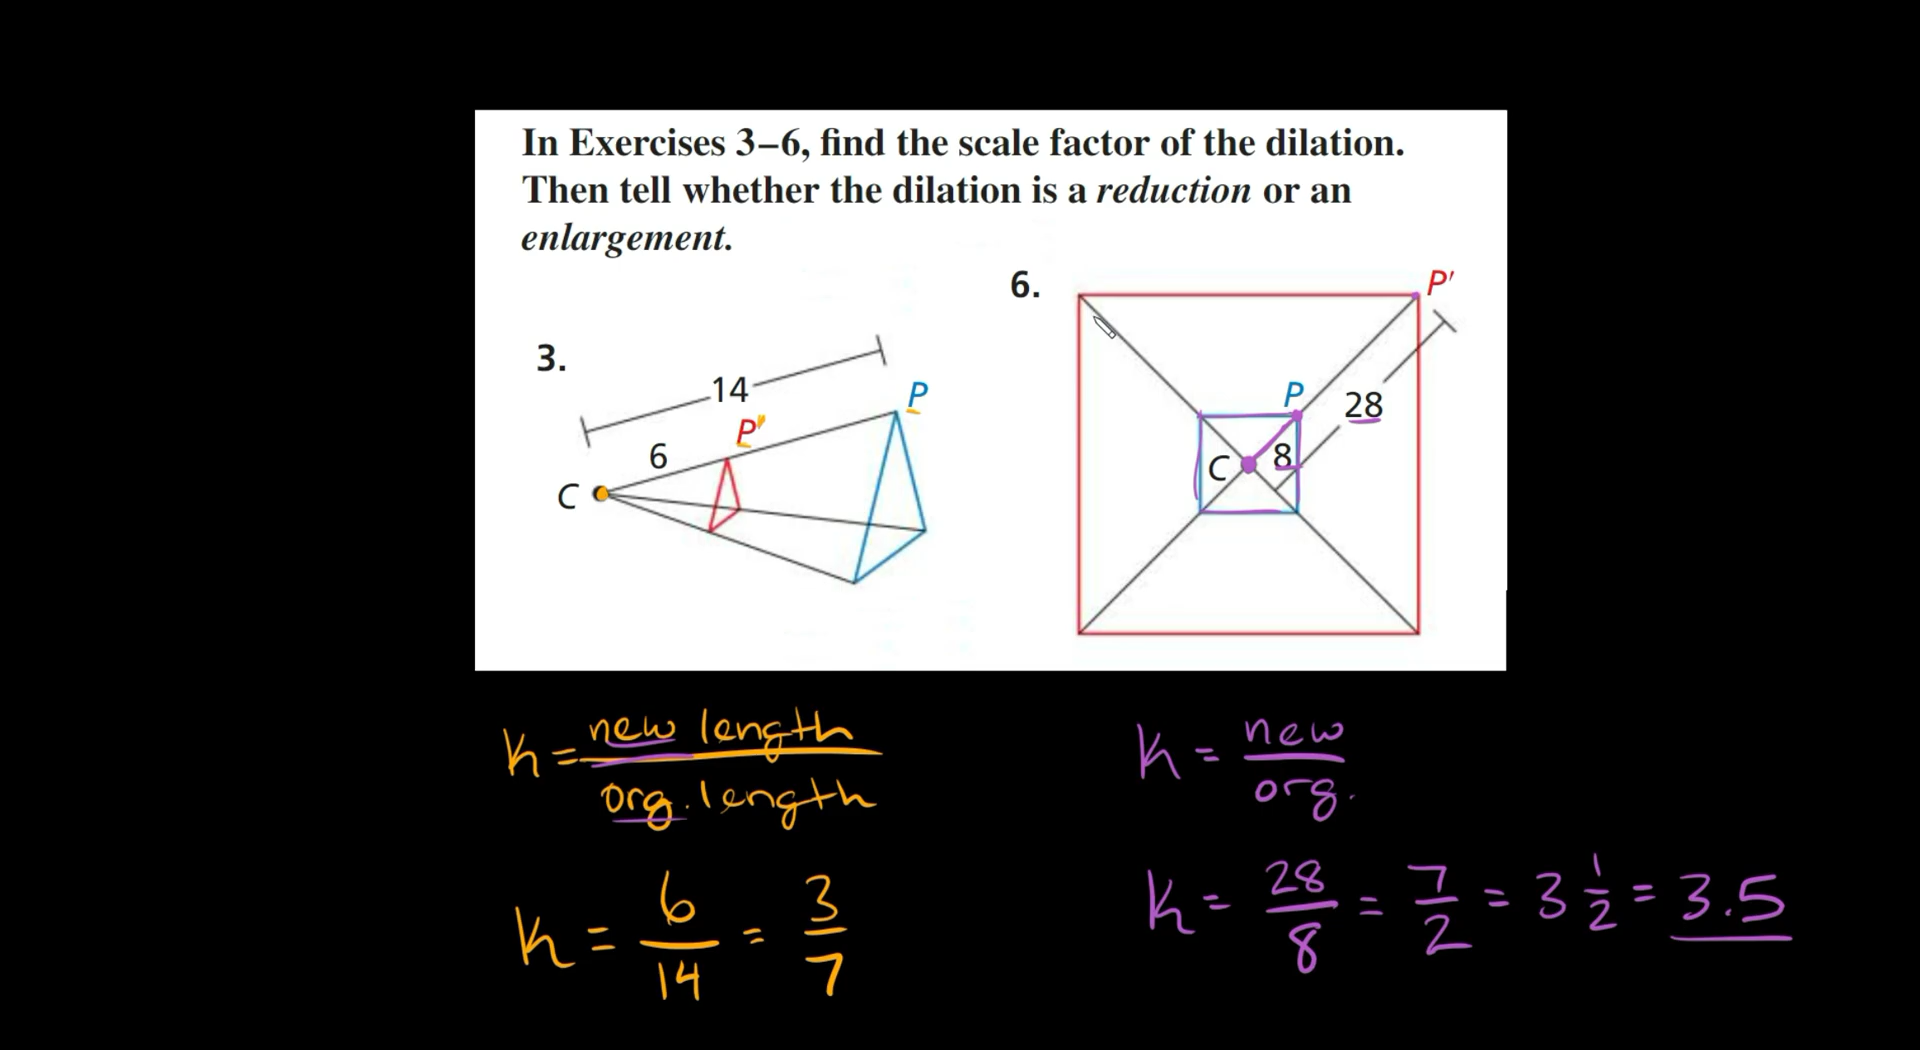 In Exercises 3–6, find the scale factor of the dilation.
Then tell whether the dilation is a reduction or an
enlargement.
3.
14
P
P'
6
C
6.
P'
P
28
C
8
k = new length / org. length
k = 6/14 = 3/7
k = new / org.
k = 28/8 = 7/2 = 3 1/2 = 3.5